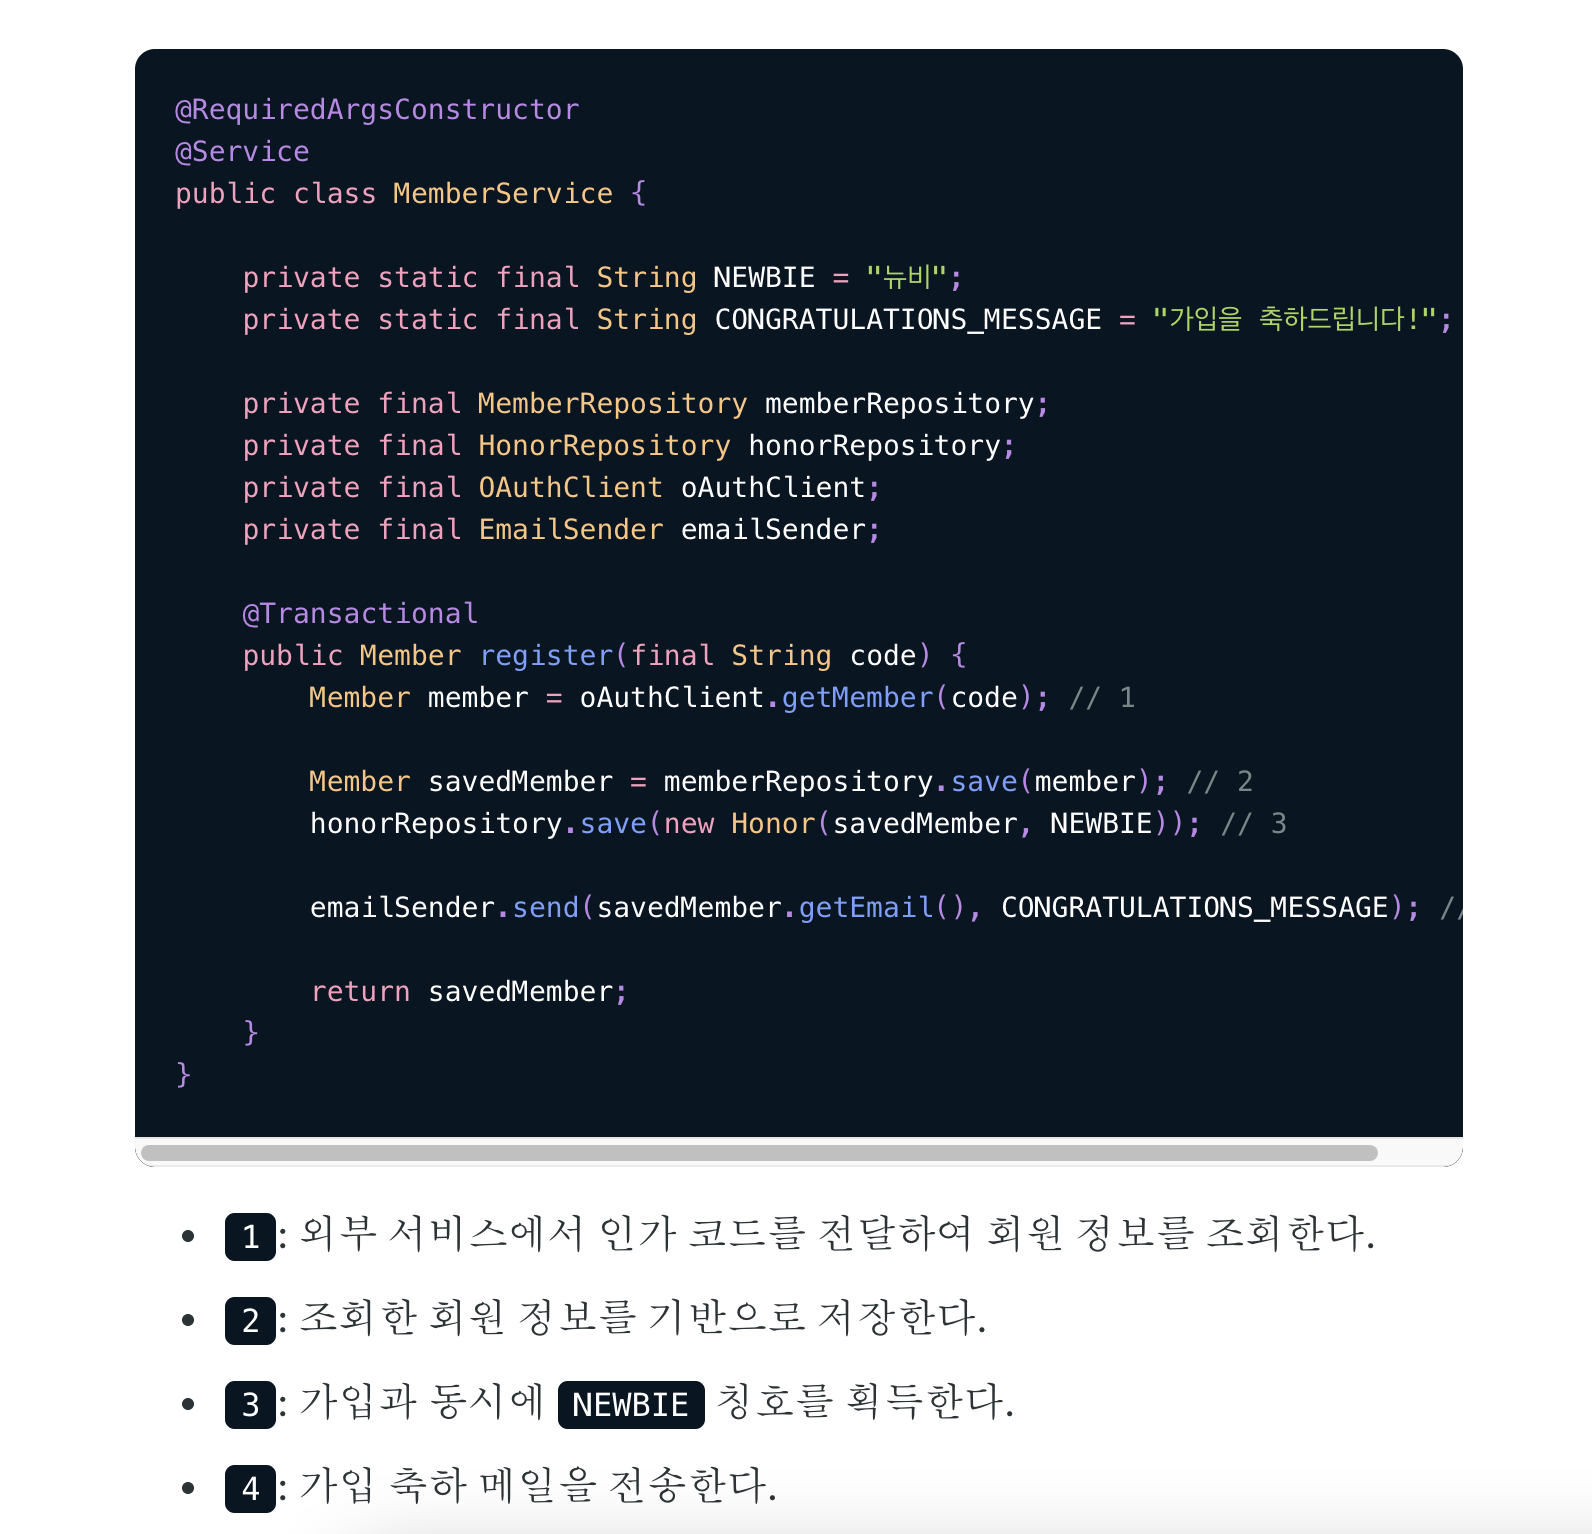 @RequiredArgsConstructor
@Service
public class MemberService {
private static final String NEWBIE = "뉴비";
private static final String CONGRATULATIONS_MESSAGE = "가입을 축하드립니다!";
private final MemberRepository memberRepository;
private final HonorRepository honorRepository;
private final OAuthClient oAuthClient;
private final EmailSender emailSender;
@Transactional
public Member register(final String code) {
Member member = oAuthClient.getMember(code); // 1
Member savedMember = memberRepository.save(member); // 2
honorRepository.save(new Honor(savedMember, NEWBIE)); // 3
emailSender.send(savedMember.getEmail(), CONGRATULATIONS_MESSAGE); //
return savedMember;
}
}
• 1: 외부 서비스에서 인가 코드를 전달하여 회원 정보를 조회한다.
• 2: 조회한 회원 정보를 기반으로 저장한다.
• 3: 가입과 동시에 NEWBIE 칭호를 획득한다.
• 4: 가입 축하 메일을 전송한다.